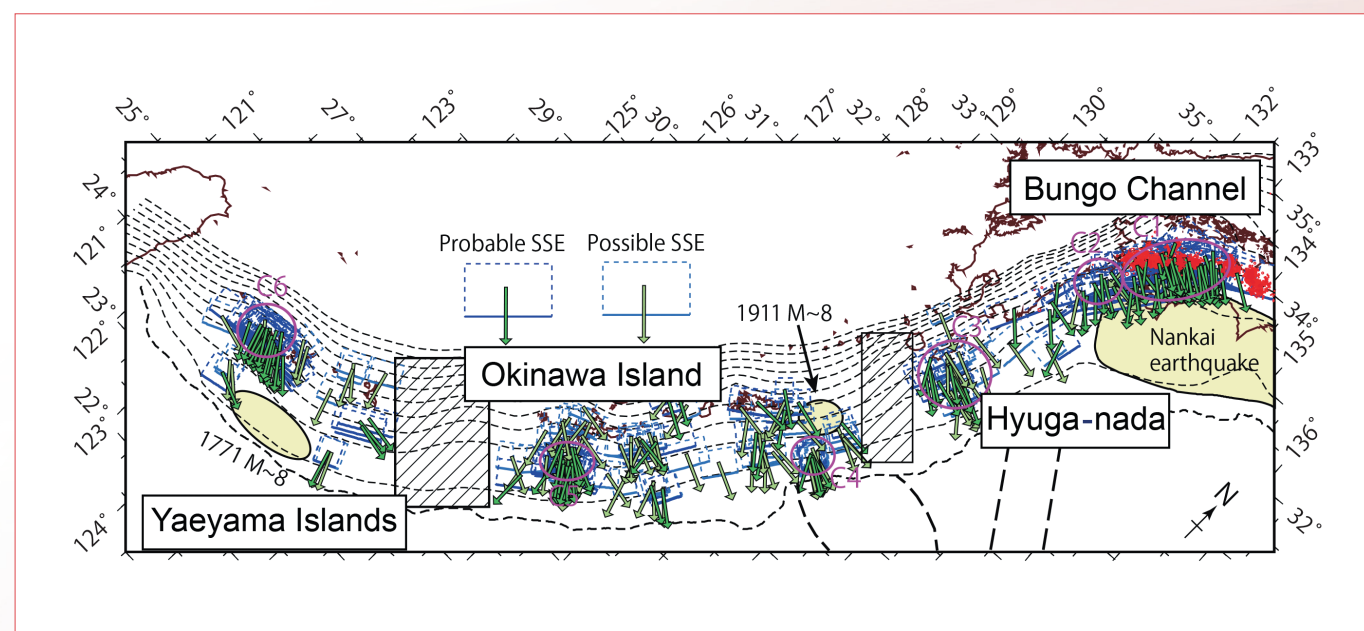 25°
121°
27°
123°
29°
125°
30°
126°
31°
127°
32°
128°
33°
129°
130°
35°
132°
133°
24°
121°
23°
122°
22°
123°
124°
35°
134°
34°
135°
136°
32°
Bungo Channel
Probable SSE
Possible SSE
C1
C2
C6
1911 M~8
C3
Nankai
earthquake
Okinawa Island
Hyuga-nada
1771 M~8
C4
Yaeyama Islands
N